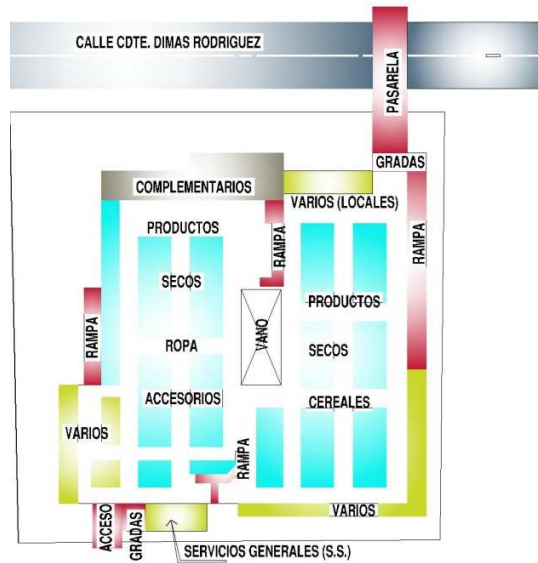 CALLE CDTE. DIMAS RODRIGUEZ
PASARELA
GRADAS
COMPLEMENTARIOS
VARIOS (LOCALES)
PRODUCTOS
RAMPA
RAMPA
SECOS
PRODUCTOS
RAMPA
VANO
ROPA
SECOS
ACCESORIOS
CEREALES
VARIOS
RAMPA
VARIOS
ACCESO
GRADAS
SERVICIOS GENERALES (S.S.)